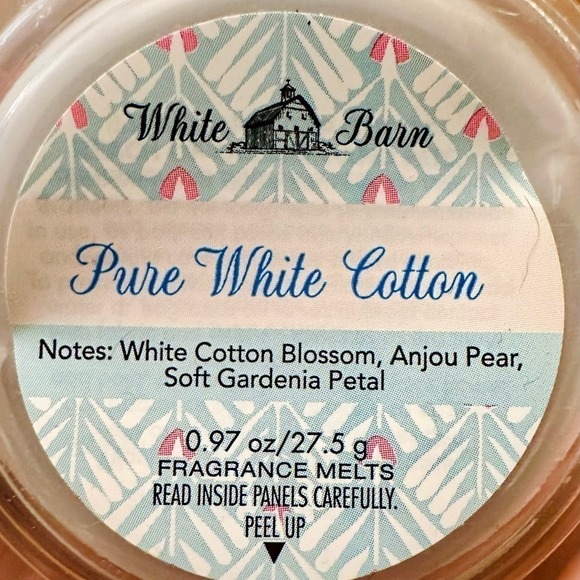 White Barn
Pure White Cotton
Notes: White Cotton Blossom, Anjou Pear,
Soft Gardenia Petal
0.97 oz/27.5 g
FRAGRANCE MELTS
READ INSIDE PANELS CAREFULLY.
PEEL UP